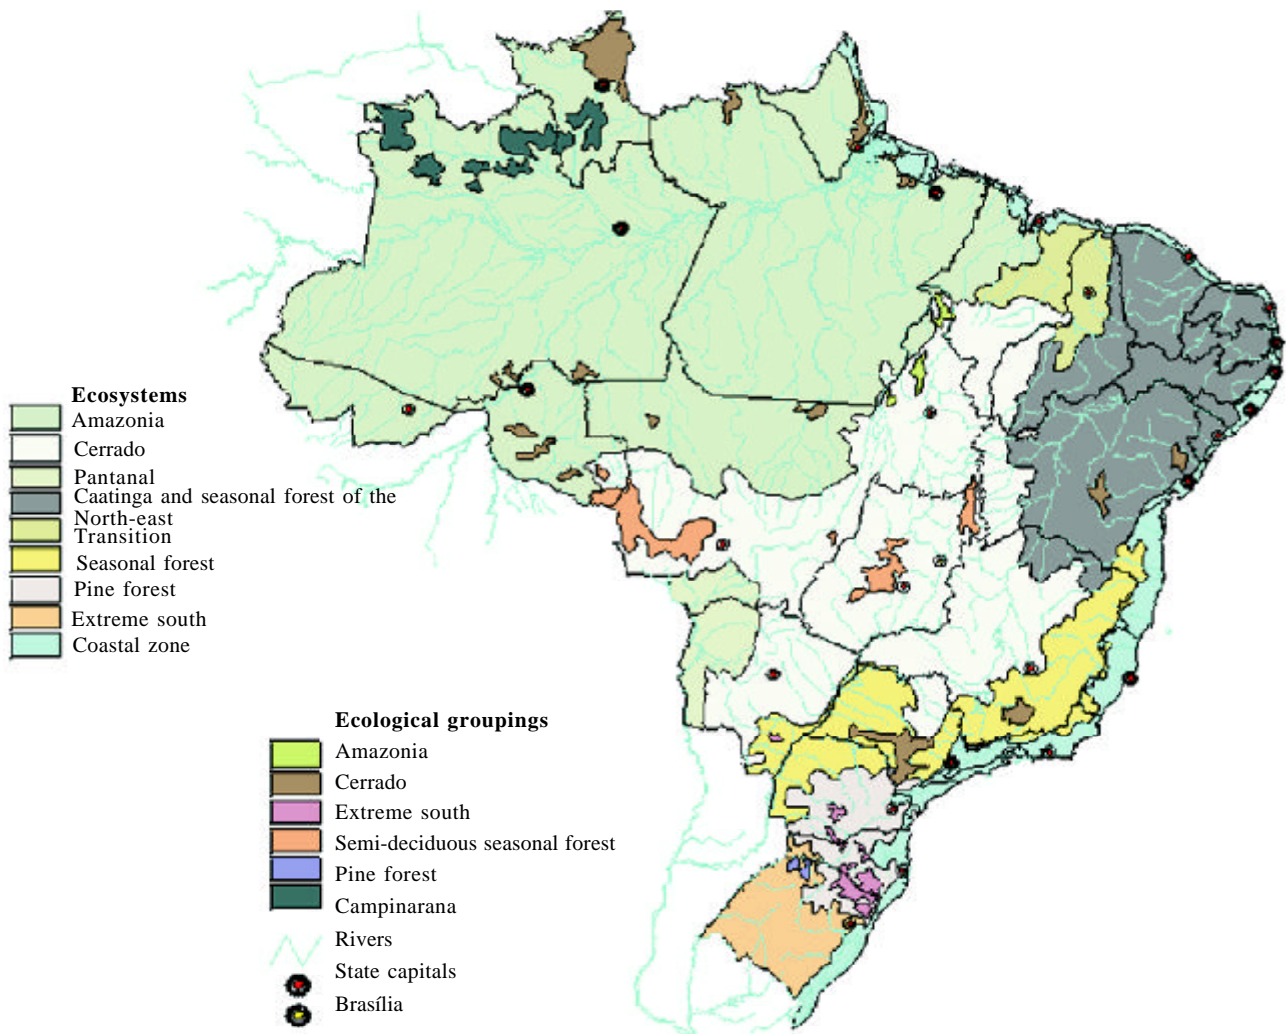 Ecosystems
Amazonia
Cerrado
Pantanal
Caatinga and seasonal forest of the
North-east
Transition
Seasonal forest
Pine forest
Extreme south
Coastal zone
Ecological groupings
Amazonia
Cerrado
Extreme south
Semi-deciduous seasonal forest
Pine forest
Campinarana
Rivers
State capitals
Brasília